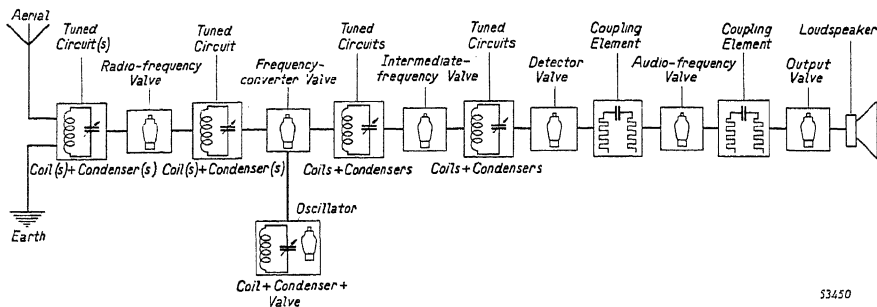 Aerial
Tuned
Circuit(s)
Radio-frequency
Valve
Tuned
Circuit
Frequency-
converter Valve
Tuned
Circuits
Intermediate-
frequency Valve
Tuned
Circuits
Detector
Valve
Coupling
Element
Audio-frequency
Valve
Coupling
Element
Output
Valve
Loudspeaker
Coil(s)+Condenser(s)
Coil(s)+Condenser(s)
Coils+Condensers
Coils+Condensers
Earth
Oscillator
Coil+Condenser+
Valve
53450